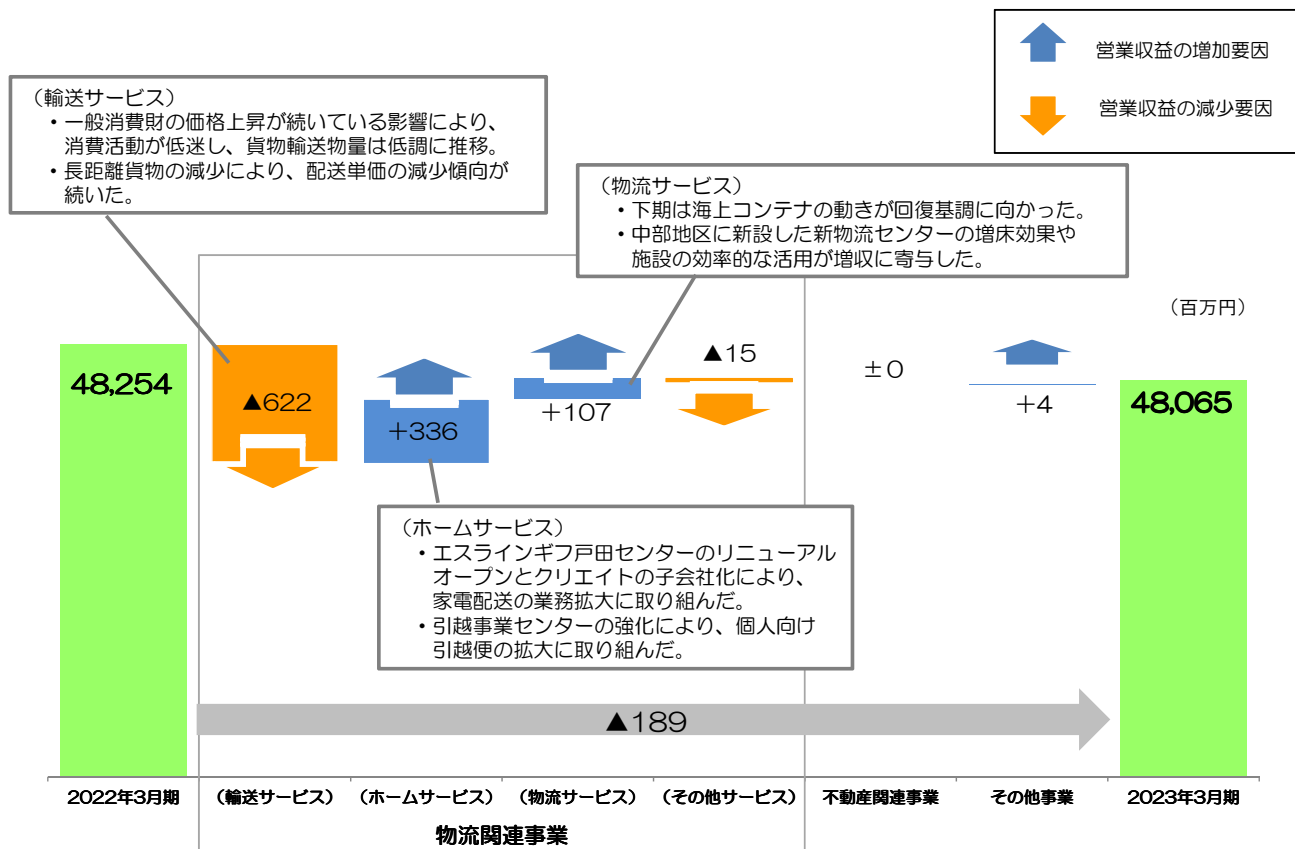 営業収益の増加要因
営業収益の減少要因
（輸送サービス）
・一般消費財の価格上昇が続いている影響により、
消費活動が低迷し、貨物輸送物量は低調に推移。
・長距離貨物の減少により、配送単価の減少傾向が
続いた。
（物流サービス）
・下期は海上コンテナの動きが回復基調に向かった。
・中部地区に新設した新物流センターの増床効果や
施設の効率的な活用が増収に寄与した。
（百万円）
48,254
▲622
＋336
＋107
▲15
±0
＋4
48,065
（ホームサービス）
・エスラインギフ戸田センターのリニューアル
オープンとクリエイトの子会社化により、
家電配送の業務拡大に取り組んだ。
・引越事業センターの強化により、個人向け
引越便の拡大に取り組んだ。
▲189
2022年3月期
（輸送サービス）
（ホームサービス）
（物流サービス）
（その他サービス）
不動産関連事業
その他事業
2023年3月期
物流関連事業